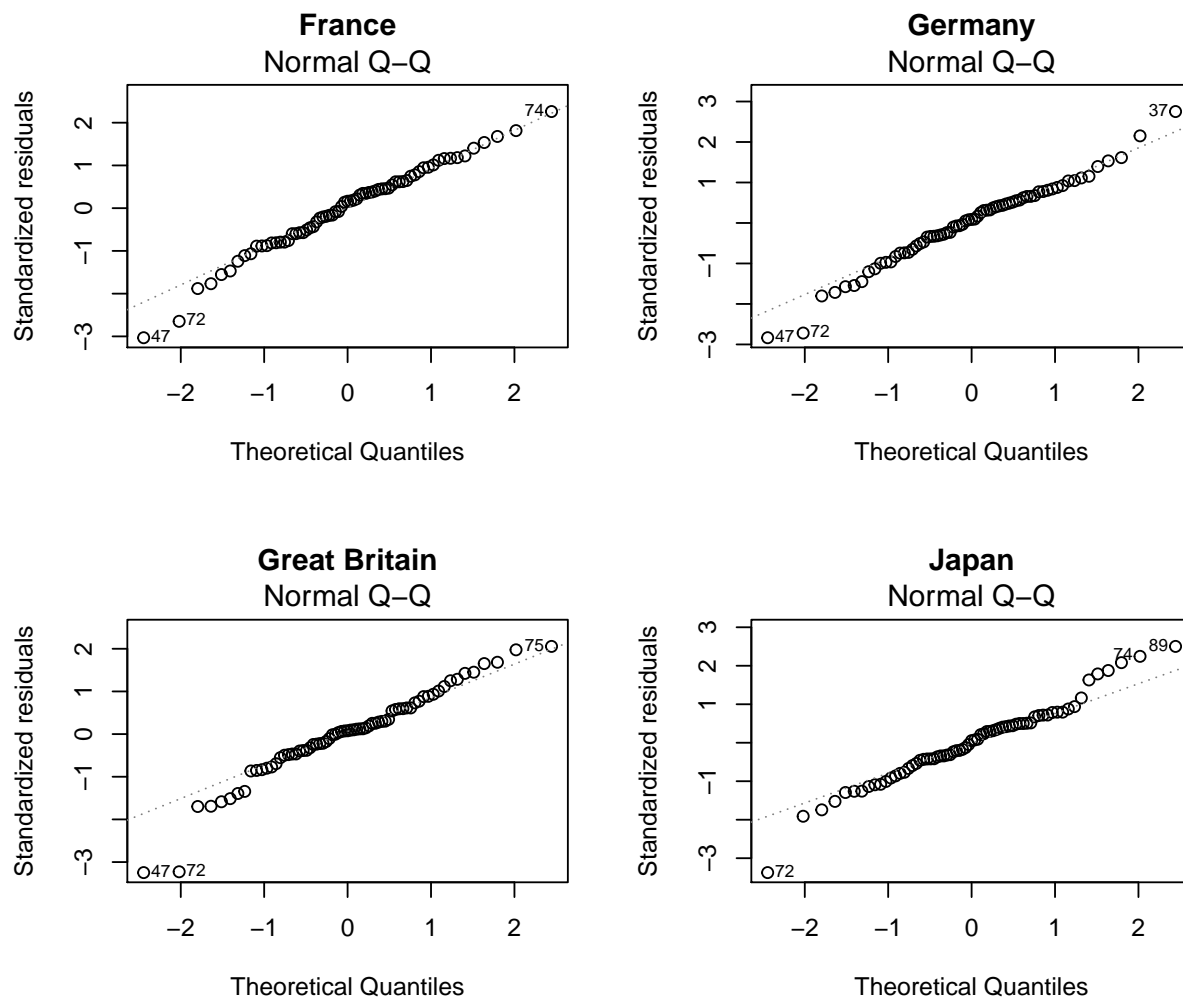 France
Normal Q−Q
Standardized residuals
2
1
0
−1
−3
74
72
47
−2 −1 0 1 2
Theoretical Quantiles
Germany
Normal Q−Q
Standardized residuals
3
2
1
−1
−3
37
47 72
−2 −1 0 1 2
Theoretical Quantiles
Great Britain
Normal Q−Q
Standardized residuals
2
1
0
−1
−3
75
47 72
−2 −1 0 1 2
Theoretical Quantiles
Japan
Normal Q−Q
Standardized residuals
3
2
1
−1
−3
74 89
72
−2 −1 0 1 2
Theoretical Quantiles